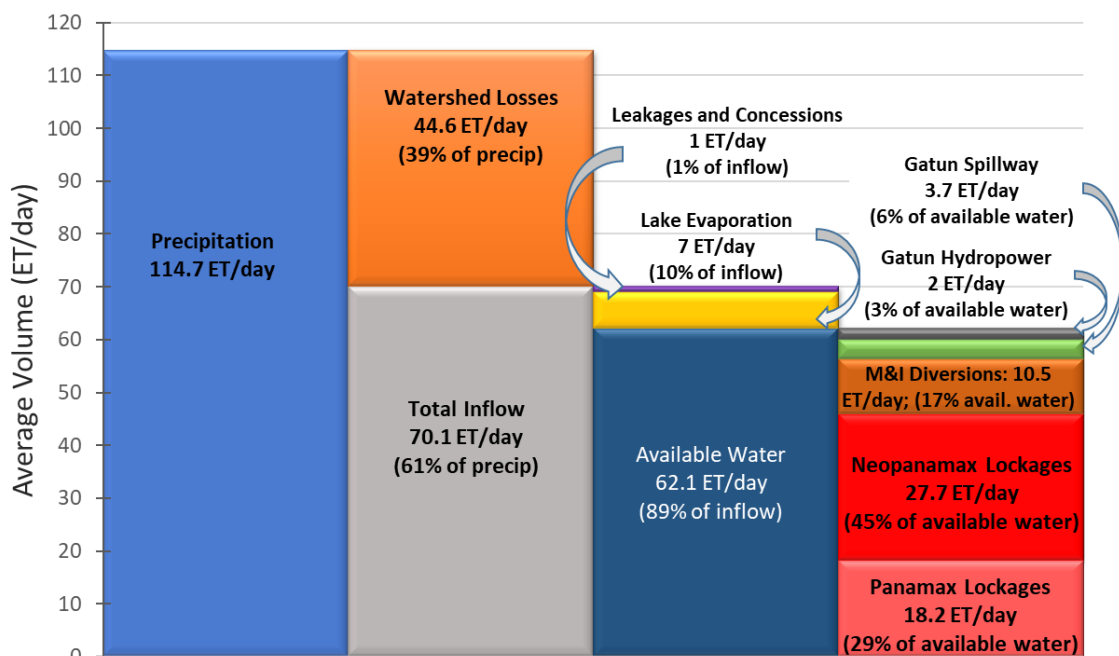 120
110
100
90
80
70
60
50
40
30
20
10
0
Average Volume (ET/day)
Precipitation
114.7 ET/day
Watershed Losses
44.6 ET/day
(39% of precip)
Total Inflow
70.1 ET/day
(61% of precip)
Leakages and Concessions
1 ET/day
(1% of inflow)
Lake Evaporation
7 ET/day
(10% of inflow)
Available Water
62.1 ET/day
(89% of inflow)
Gatun Spillway
3.7 ET/day
(6% of available water)
Gatun Hydropower
2 ET/day
(3% of available water)
M&I Diversions: 10.5
ET/day; (17% avail. water)
Neopanamax Lockages
27.7 ET/day
(45% of available water)
Panamax Lockages
18.2 ET/day
(29% of available water)